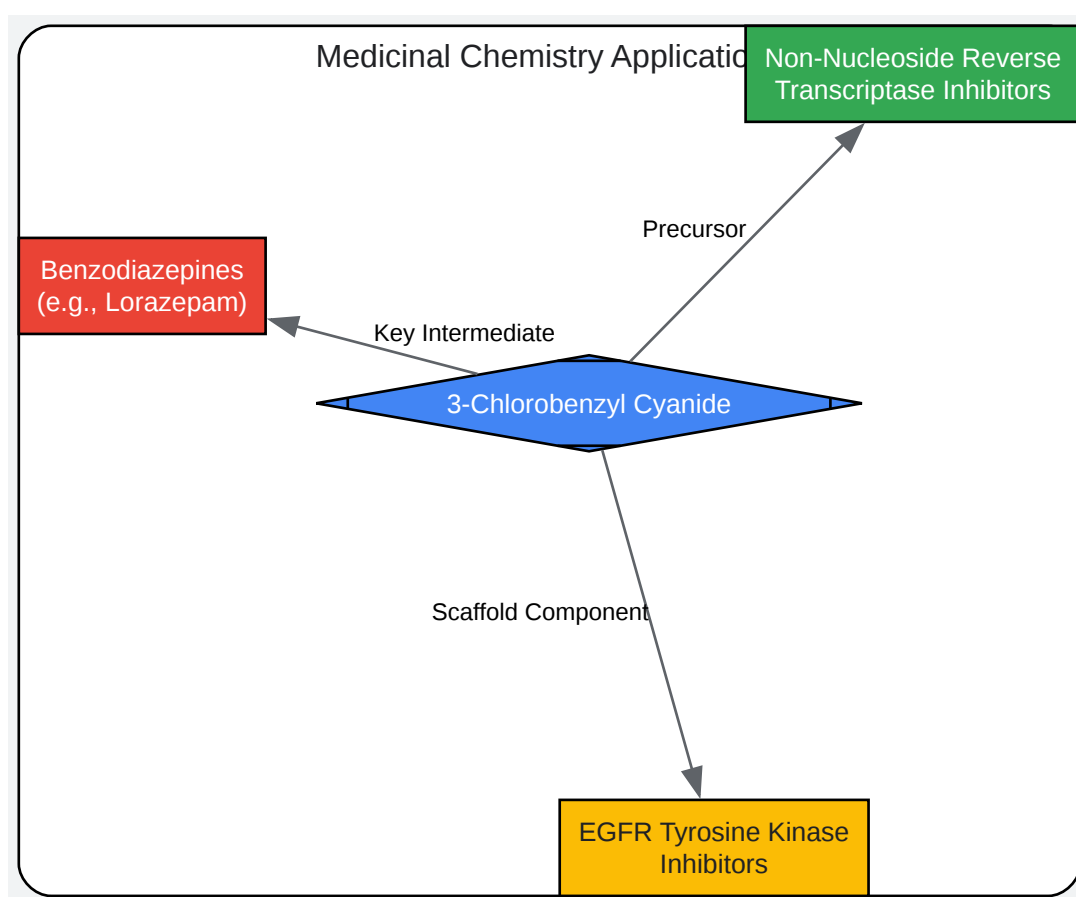 Medicinal Chemistry Applicatio
Non-Nucleoside Reverse
Transcriptase Inhibitors
Precursor
Benzodiazepines
(e.g., Lorazepam)
Key Intermediate
3-Chlorobenzyl Cyanide
Scaffold Component
EGFR Tyrosine Kinase
Inhibitors